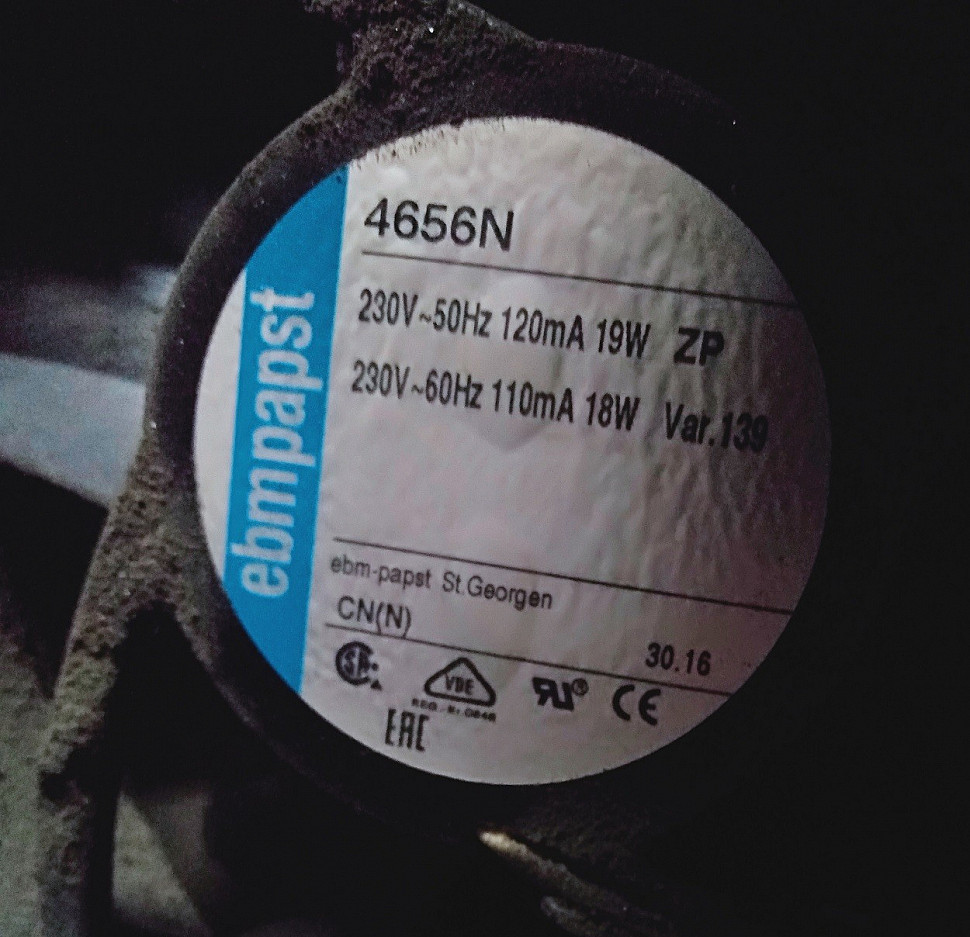 4656N
230V~50Hz 120mA 19W ZP
230V~60Hz 110mA 18W Var.139
ebmpapst
ebm-papst St.Georgen
CN(N)
30.16
VDE
CE
EAC